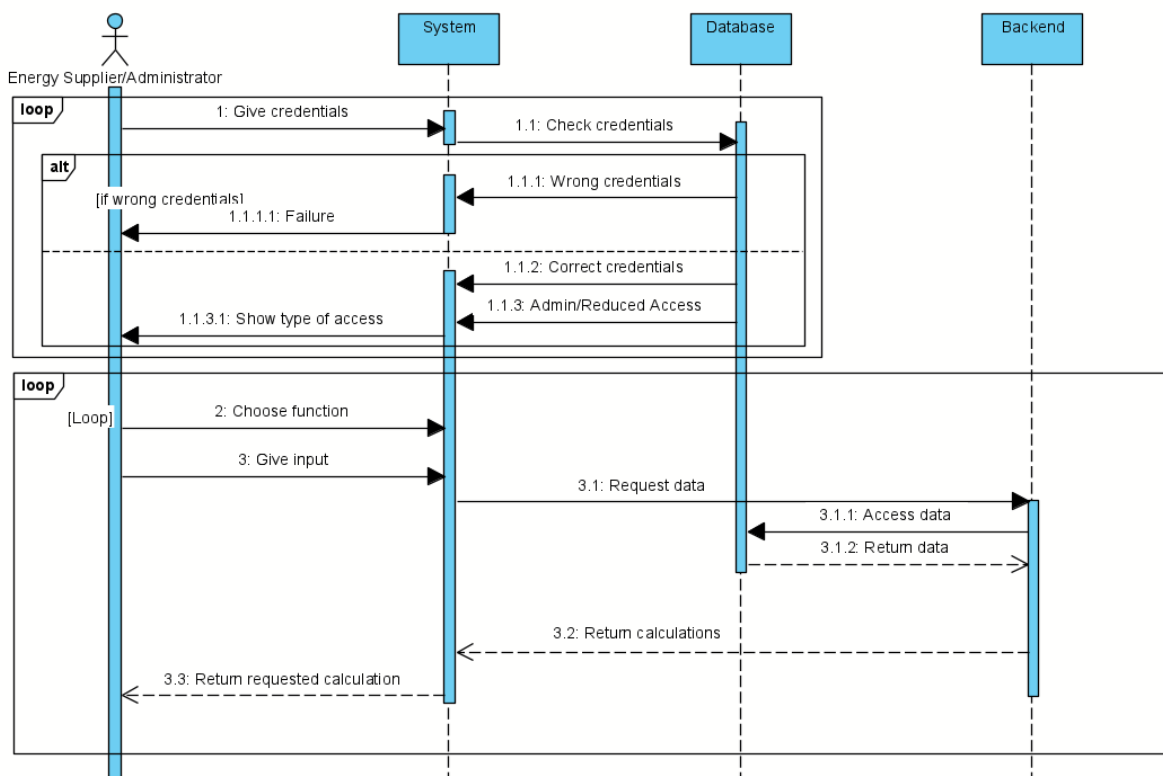 System
Database
Backend
Energy Supplier/Administrator
loop
1: Give credentials
1.1: Check credentials
alt
1.1.1: Wrong credentials
[if wrong credentials]
1.1.1.1: Failure
1.1.2: Correct credentials
1.1.3: Admin/Reduced Access
1.1.3.1: Show type of access
loop
[Loop]
2: Choose function
3: Give input
3.1: Request data
3.1.1: Access data
3.1.2: Return data
3.2: Return calculations
3.3: Return requested calculation